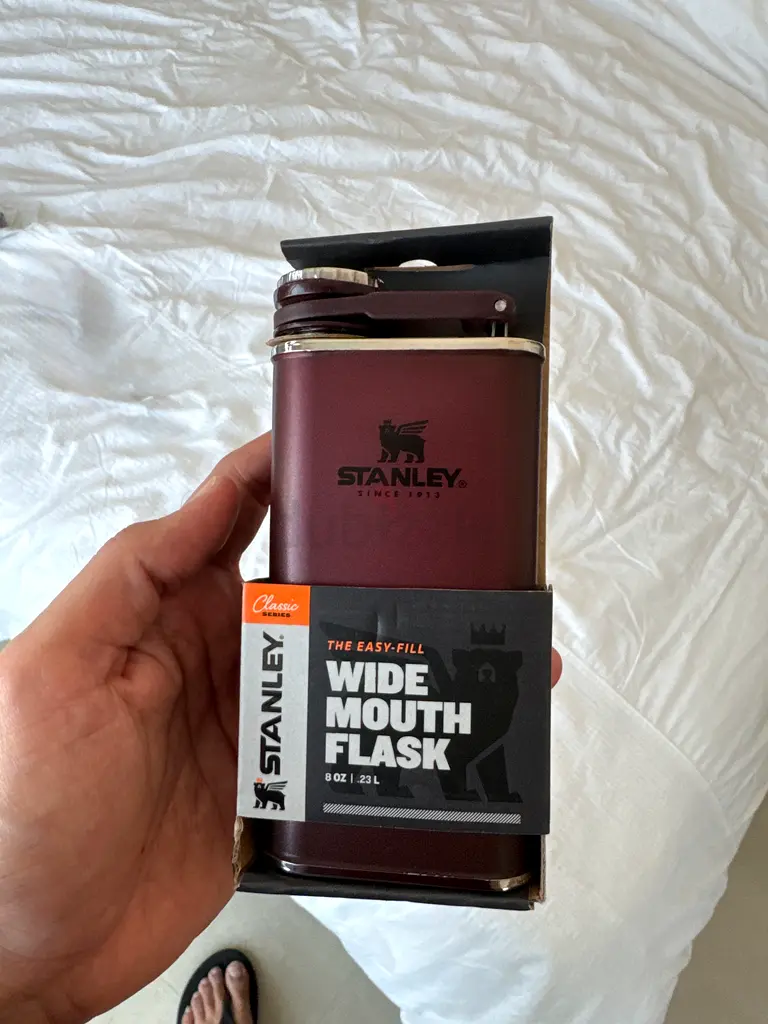 STANLEY®
SINCE 1913
Classic
SERIES
STANLEY®
THE EASY-FILL
WIDE
MOUTH
FLASK
8 OZ | .23 L